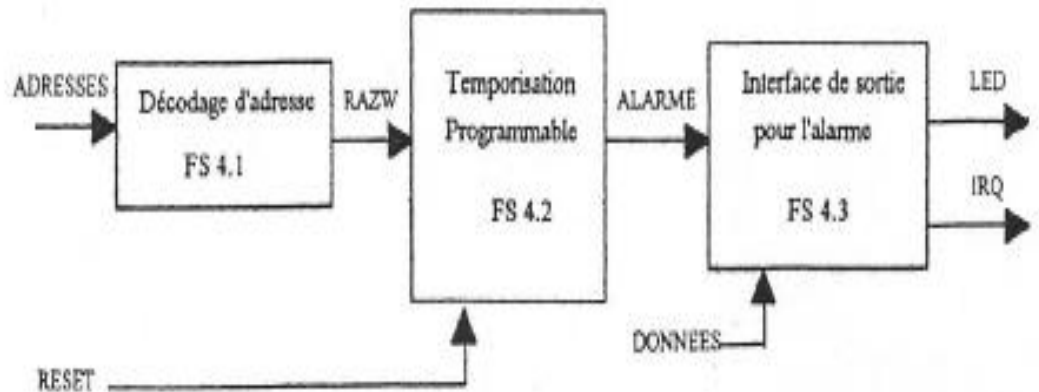 ADRESSES
Décodage d'adresse
FS 4.1
RAZW
Temporisation
Programmable
FS 4.2
ALARME
Interface de sortie
pour l'alarme
FS 4.3
LED
IRQ
DONNEES
RESET